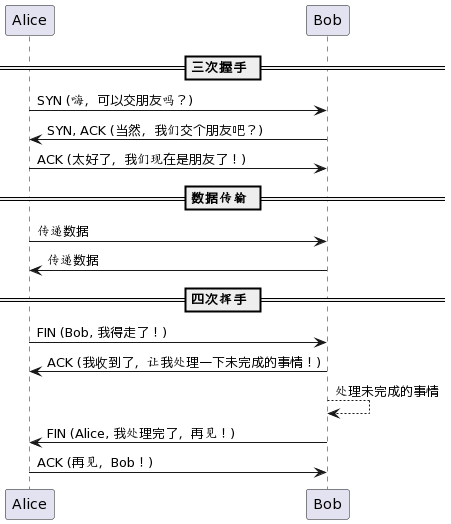 Alice Bob
三次握手
SYN (嗨，可以交朋友吗？)
SYN, ACK (当然，我们交个朋友吧？)
ACK (太好了，我们现在是朋友了！)
数据传输
传递数据
传递数据
四次挥手
FIN (Bob, 我得走了！)
ACK (我收到了，让我处理一下未完成的事情！)
处理未完成的事情
FIN (Alice, 我处理完了，再见！)
ACK (再见，Bob！)
Alice Bob